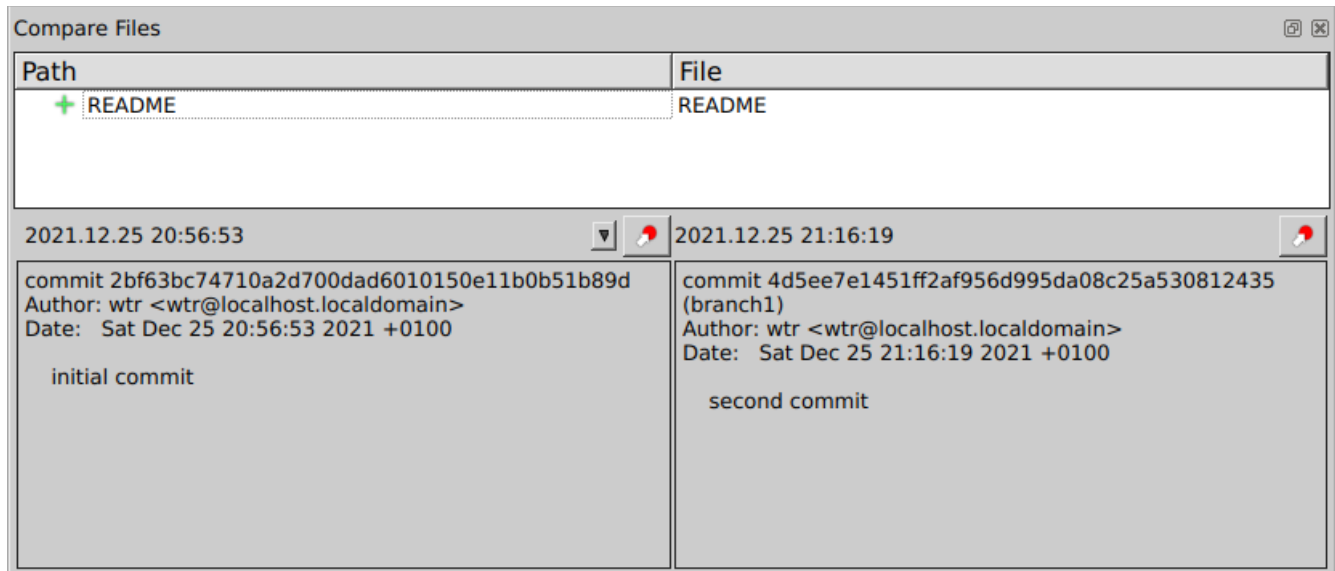 Compare Files
Path File
README README
2021.12.25 20:56:53
2021.12.25 21:16:19
commit 2bf63bc74710a2d700dad6010150e11b0b51b89d
Author: wtr <wtr@localhost.localdomain>
Date:   Sat Dec 25 20:56:53 2021 +0100
initial commit
commit 4d5ee7e1451ff2af956d995da08c25a530812435
(branch1)
Author: wtr <wtr@localhost.localdomain>
Date:   Sat Dec 25 21:16:19 2021 +0100
second commit